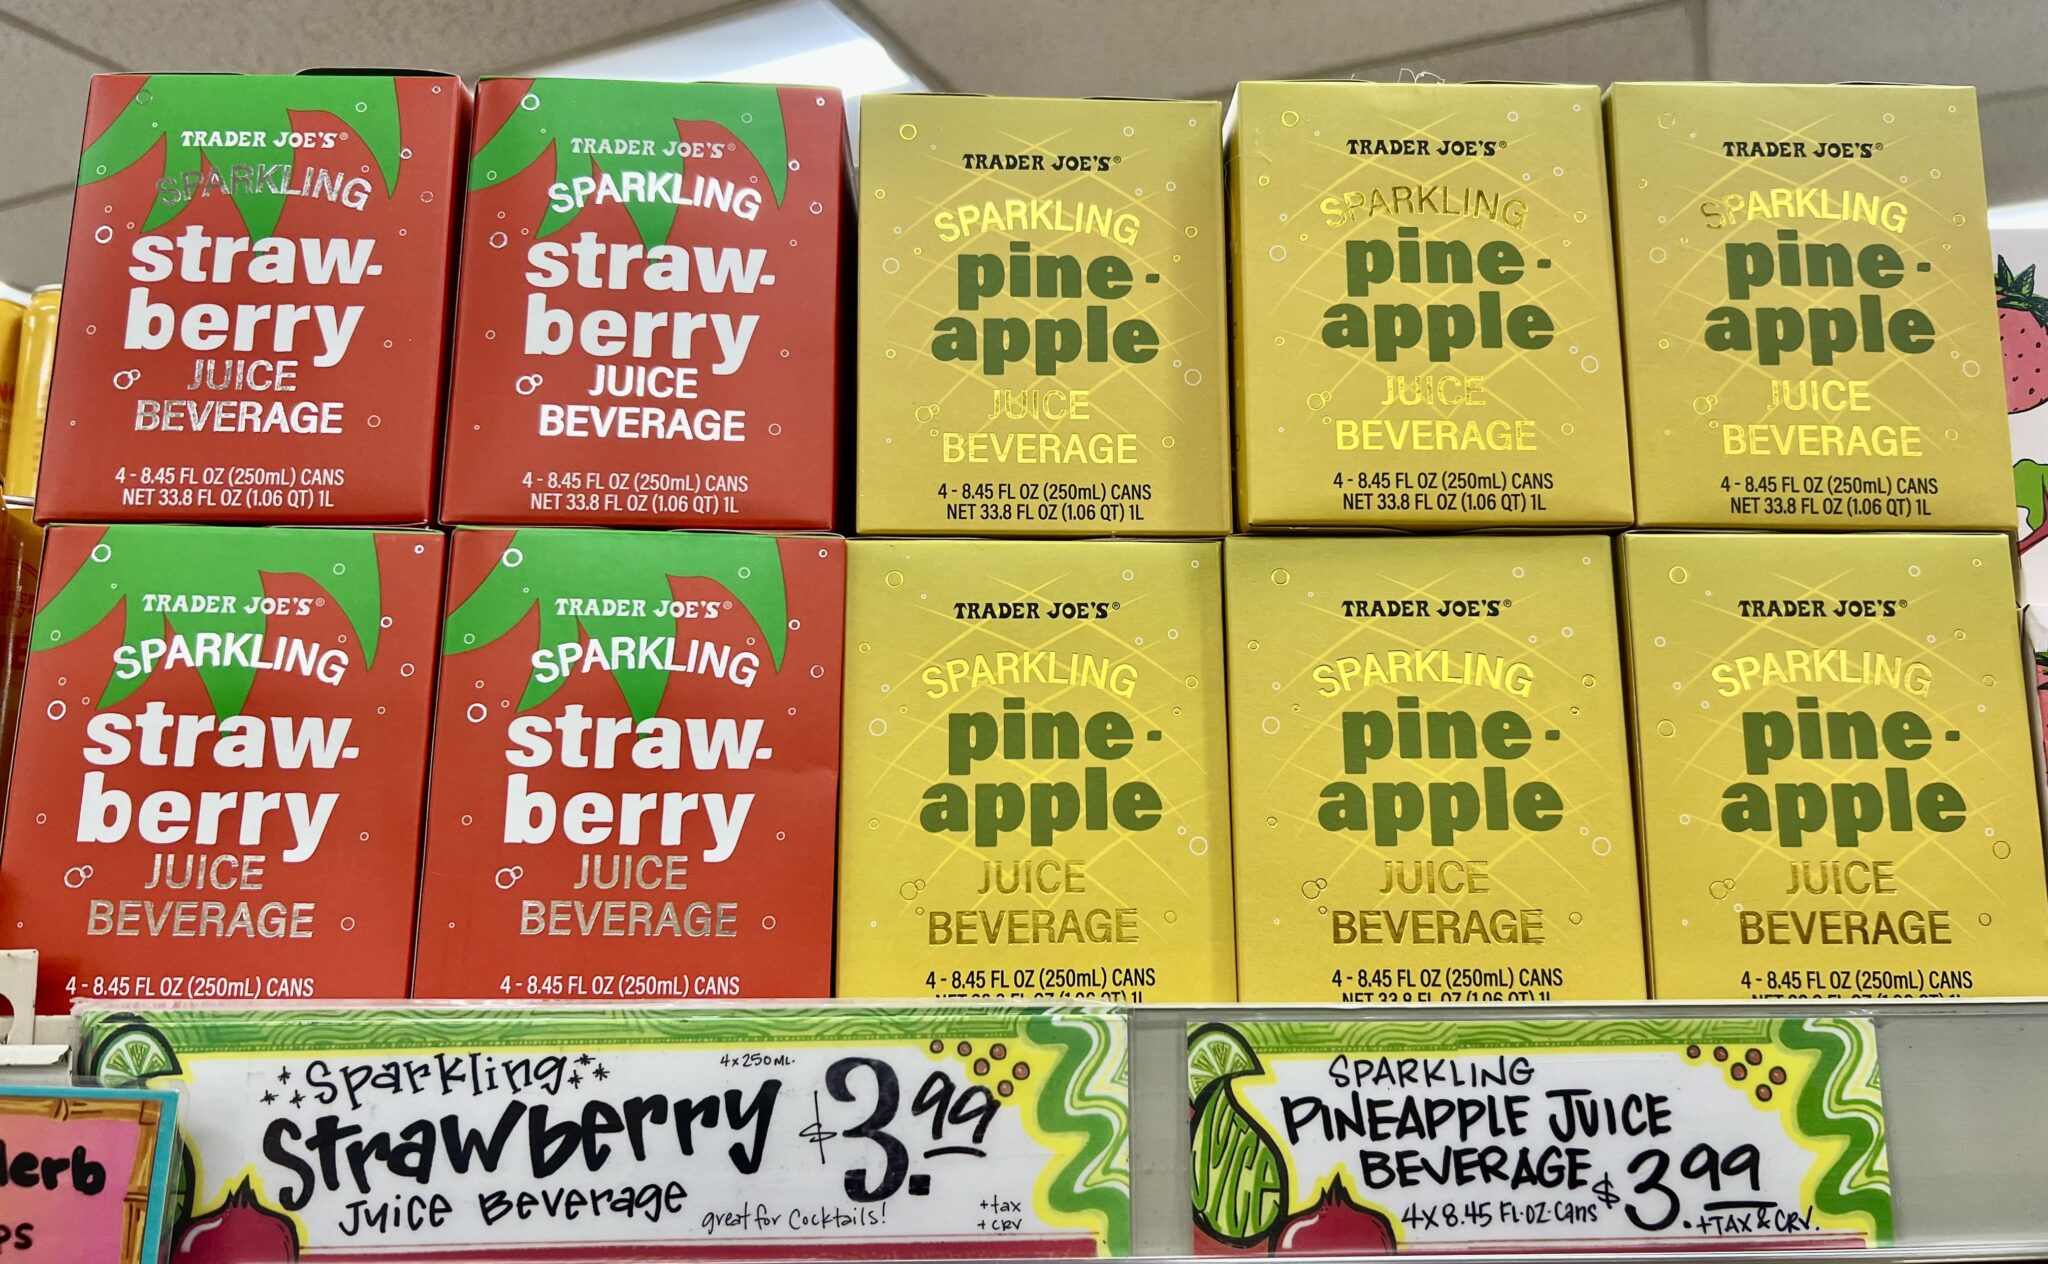 TRADER JOE'S®
SPARKLING
straw-
berry
JUICE
BEVERAGE
4 - 8.45 FL OZ (250mL) CANS
NET 33.8 FL OZ (1.06 QT) 1L
TRADER JOE'S®
SPARKLING
straw-
berry
JUICE
BEVERAGE
4 - 8.45 FL OZ (250mL) CANS
NET 33.8 FL OZ (1.06 QT) 1L
TRADER JOE'S®
SPARKLING
pine-
apple
JUICE
BEVERAGE
4 - 8.45 FL OZ (250mL) CANS
NET 33.8 FL OZ (1.06 QT) 1L
TRADER JOE'S®
SPARKLING
pine-
apple
JUICE
BEVERAGE
4 - 8.45 FL OZ (250mL) CANS
NET 33.8 FL OZ (1.06 QT) 1L
TRADER JOE'S®
SPARKLING
pine-
apple
JUICE
BEVERAGE
4 - 8.45 FL OZ (250mL) CANS
NET 33.8 FL OZ (1.06 QT) 1L
TRADER JOE'S®
SPARKLING
straw-
berry
JUICE
BEVERAGE
4 - 8.45 FL OZ (250mL) CANS
TRADER JOE'S®
SPARKLING
straw-
berry
JUICE
BEVERAGE
4 - 8.45 FL OZ (250mL) CANS
TRADER JOE'S®
SPARKLING
pine-
apple
JUICE
BEVERAGE
4 - 8.45 FL OZ (250mL) CANS
TRADER JOE'S®
SPARKLING
pine-
apple
JUICE
BEVERAGE
4 - 8.45 FL OZ (250mL) CANS
NET 33.8 FL OZ (1.06 QT) 1L
TRADER JOE'S®
SPARKLING
pine-
apple
JUICE
BEVERAGE
4 - 8.45 FL OZ (250mL) CANS
Sparkling
4x250ML.
Strawberry
$3.99
Juice Beverage
great for Cocktails!
+tax
+CRV
JUICE
SPARKLING
PINEAPPLE JUICE
BEVERAGE
$3.99
4X8.45 FL·OZ·Cans
+TAX & CRV.